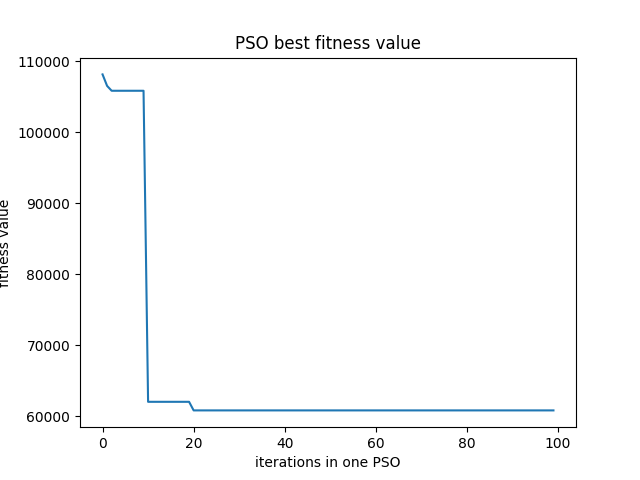 PSO best fitness value
110000
100000
90000
80000
70000
60000
fitness value
0 20 40 60 80 100
iterations in one PSO